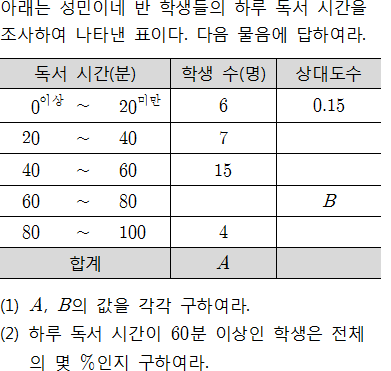 아래는 성민이네 반 학생들의 하루 독서 시간을
조사하여 나타낸 표이다. 다음 물음에 답하여라.
독서 시간(분) 학생 수(명) 상대도수
0이상 ~ 20미만 6 0.15
20 ~ 40 7
40 ~ 60 15
60 ~ 80 B
80 ~ 100 4
합계 A
(1) A, B의 값을 각각 구하여라.
(2) 하루 독서 시간이 60분 이상인 학생은 전체
의 몇 %인지 구하여라.